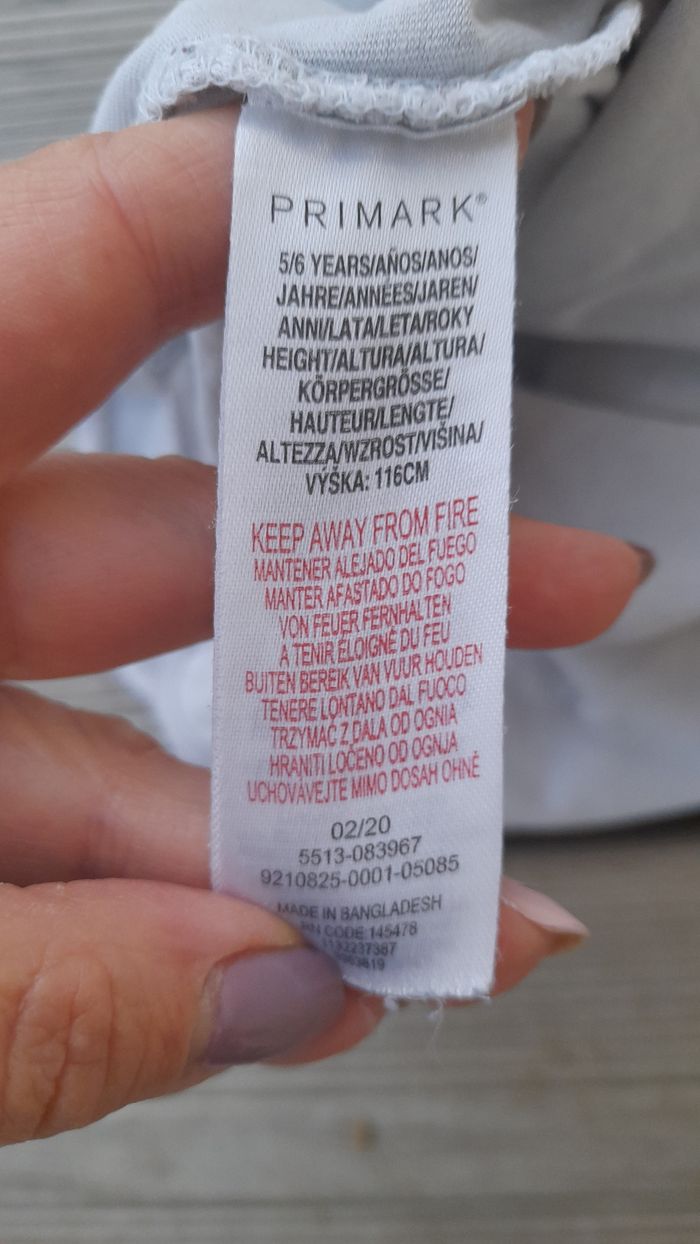 PRIMARK®
5/6 YEARS/AÑOS/ANOS/
JAHRE/ANNÉES/JAREN/
ANNI/LATA/LETA/ROKY
HEIGHT/ALTURA/ALTURA/
KÖRPERGRÖSSE/
HAUTEUR/LENGTE/
ALTEZZA/WZROST/VIŠINA/
VÝŠKA: 116CM
KEEP AWAY FROM FIRE
MANTENER ALEJADO DEL FUEGO
MANTER AFASTADO DO FOGO
VON FEUER FERNHALTEN
A TENIR ÉLOIGNÉ DU FEU
BUITEN BEREIK VAN VUUR HOUDEN
TENERE LONTANO DAL FUOCO
TRZYMAĆ Z DALA OD OGNIA
HRANITI LOČENO OD OGNJA
UCHOVÁVEJTE MIMO DOSAH OHNĚ
02/20
5513-083967
9210825-0001-05085
MADE IN BANGLADESH
CODE 145478